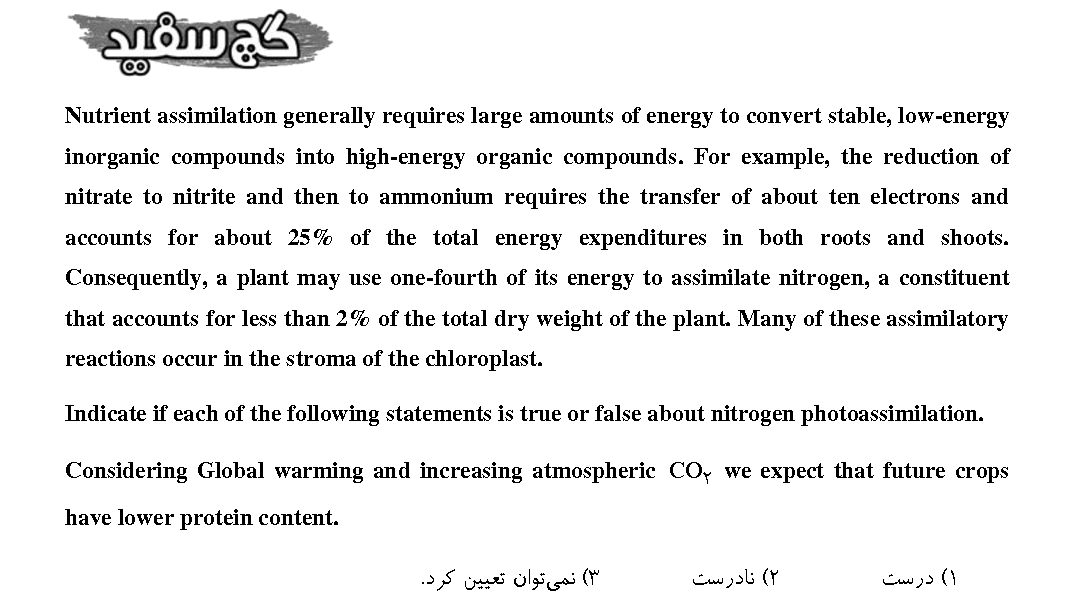 گچ سفید
Nutrient assimilation generally requires large amounts of energy to convert stable, low-energy
inorganic compounds into high-energy organic compounds. For example, the reduction of
nitrate to nitrite and then to ammonium requires the transfer of about ten electrons and
accounts for about 25% of the total energy expenditures in both roots and shoots.
Consequently, a plant may use one-fourth of its energy to assimilate nitrogen, a constituent
that accounts for less than 2% of the total dry weight of the plant. Many of these assimilatory
reactions occur in the stroma of the chloroplast.
Indicate if each of the following statements is true or false about nitrogen photoassimilation.
Considering Global warming and increasing atmospheric CO۲ we expect that future crops
have lower protein content.
۱) درست ۲) نادرست ۳) نمی‌توان تعیین کرد.